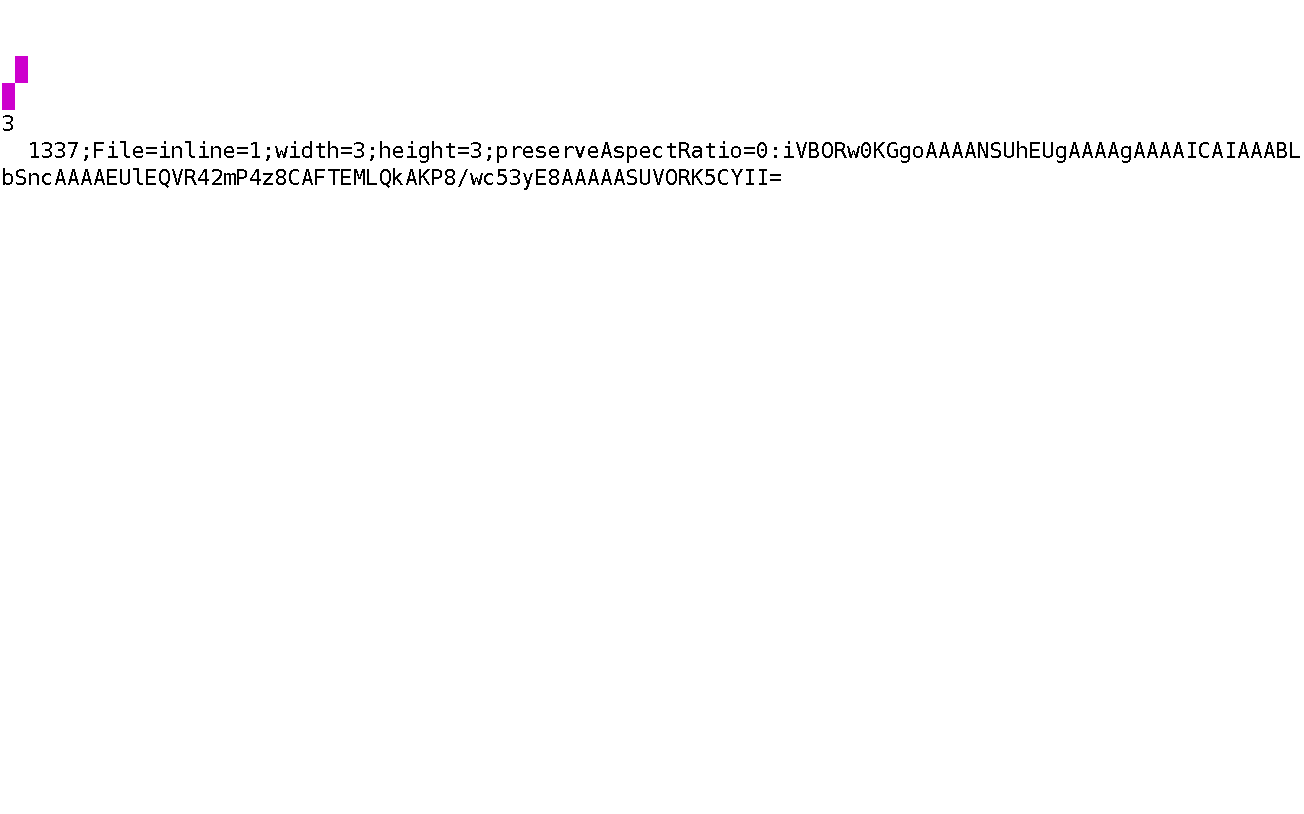 3
1337;File=inline=1;width=3;height=3;preserveAspectRatio=0:iVBORw0KGgoAAAANSUhEUgAAAAgAAAAICAIAAABL
bSncAAAAEUlEQVR42mP4z8CAFTEMLQkAKP8/wc53yE8AAAAASUVORK5CYII=